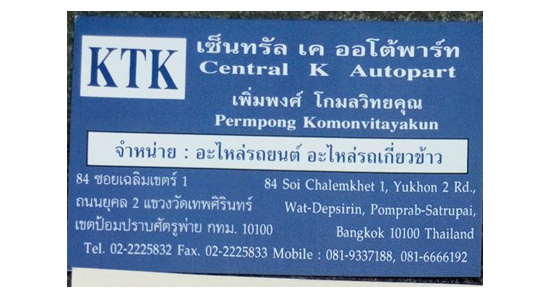 KTK
เซ็นทรัล เค ออโต้พาร์ท
Central K Autopart
เพิ่มพงศ์ โกมลวิทยคุณ
Permpong Komonvitayakun
จำหน่าย : อะไหล่รถยนต์ อะไหล่รถเกี่ยวข้าว
84 ซอยเฉลิมเขตร์ 1
ถนนยุคล 2 แขวงวัดเทพศิรินทร์
เขตป้อมปราบศัตรูพ่าย กทม. 10100
84 Soi Chalemkhet 1, Yukhon 2 Rd.,
Wat-Depsirin, Pomprab-Satrupai,
Bangkok 10100 Thailand
Tel. 02-2225832 Fax. 02-2225833 Mobile : 081-9337188, 081-6666192